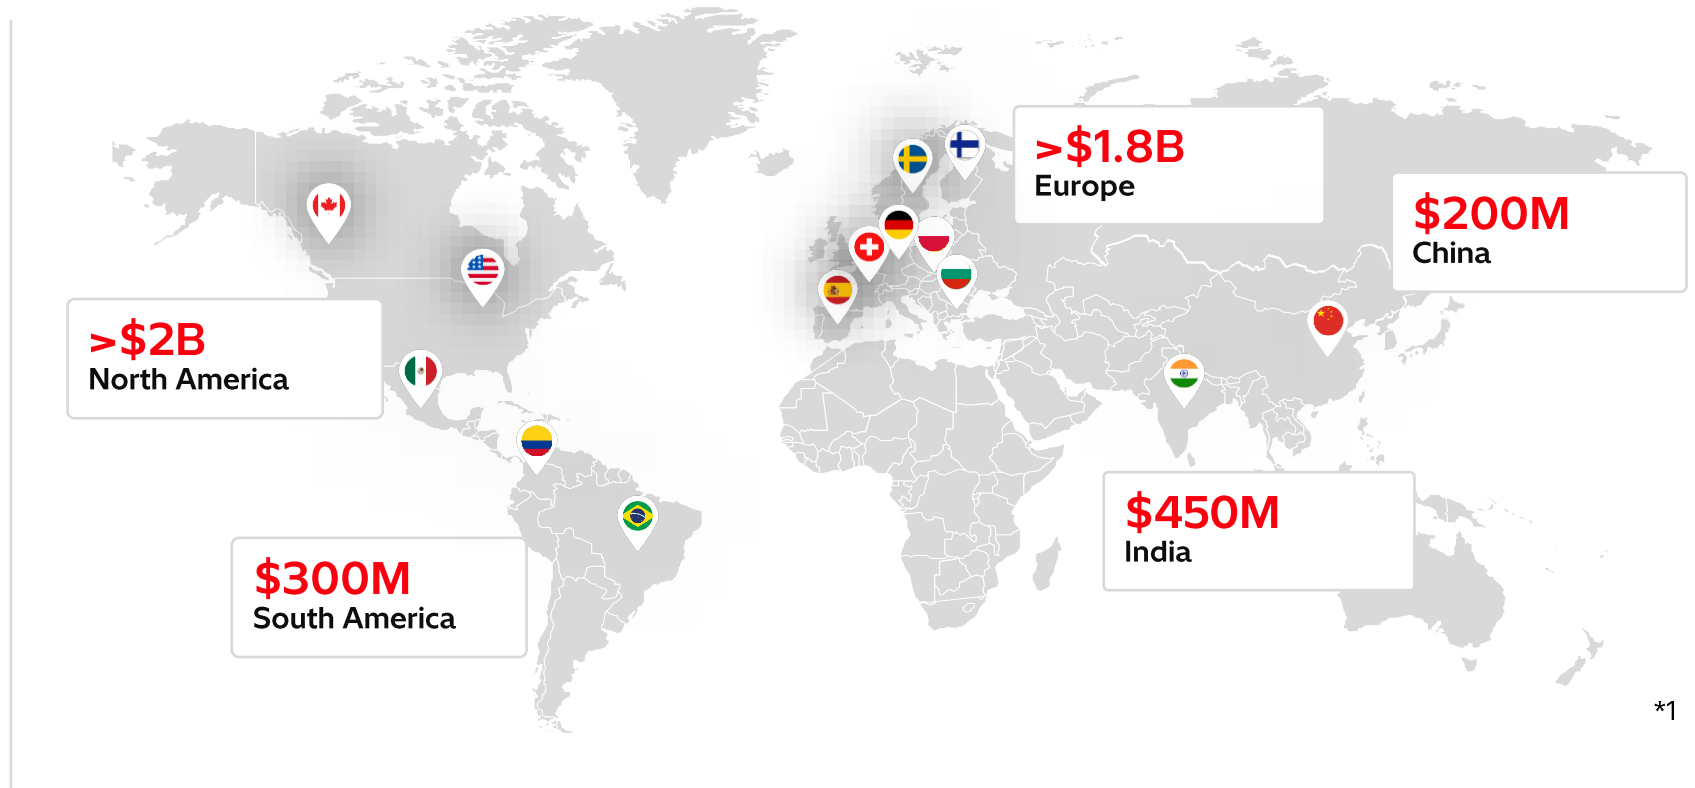 >$1.8B
Europe
$200M
China
>$2B
North America
$450M
India
$300M
South America
*1